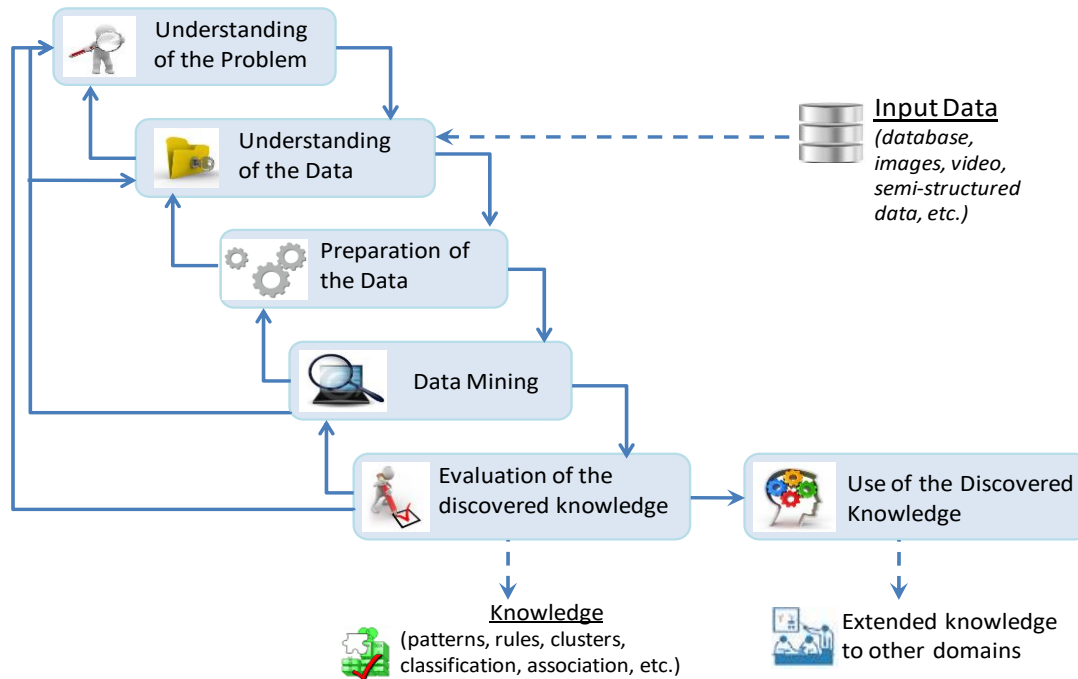 Understanding
of the Problem
Understanding
of the Data
Input Data
(database,
images, video,
semi-structured
data, etc.)
Preparation of
the Data
Data Mining
Evaluation of the
discovered knowledge
Use of the Discovered
Knowledge
Knowledge
(patterns, rules, clusters,
classification, association, etc.)
Extended knowledge
to other domains